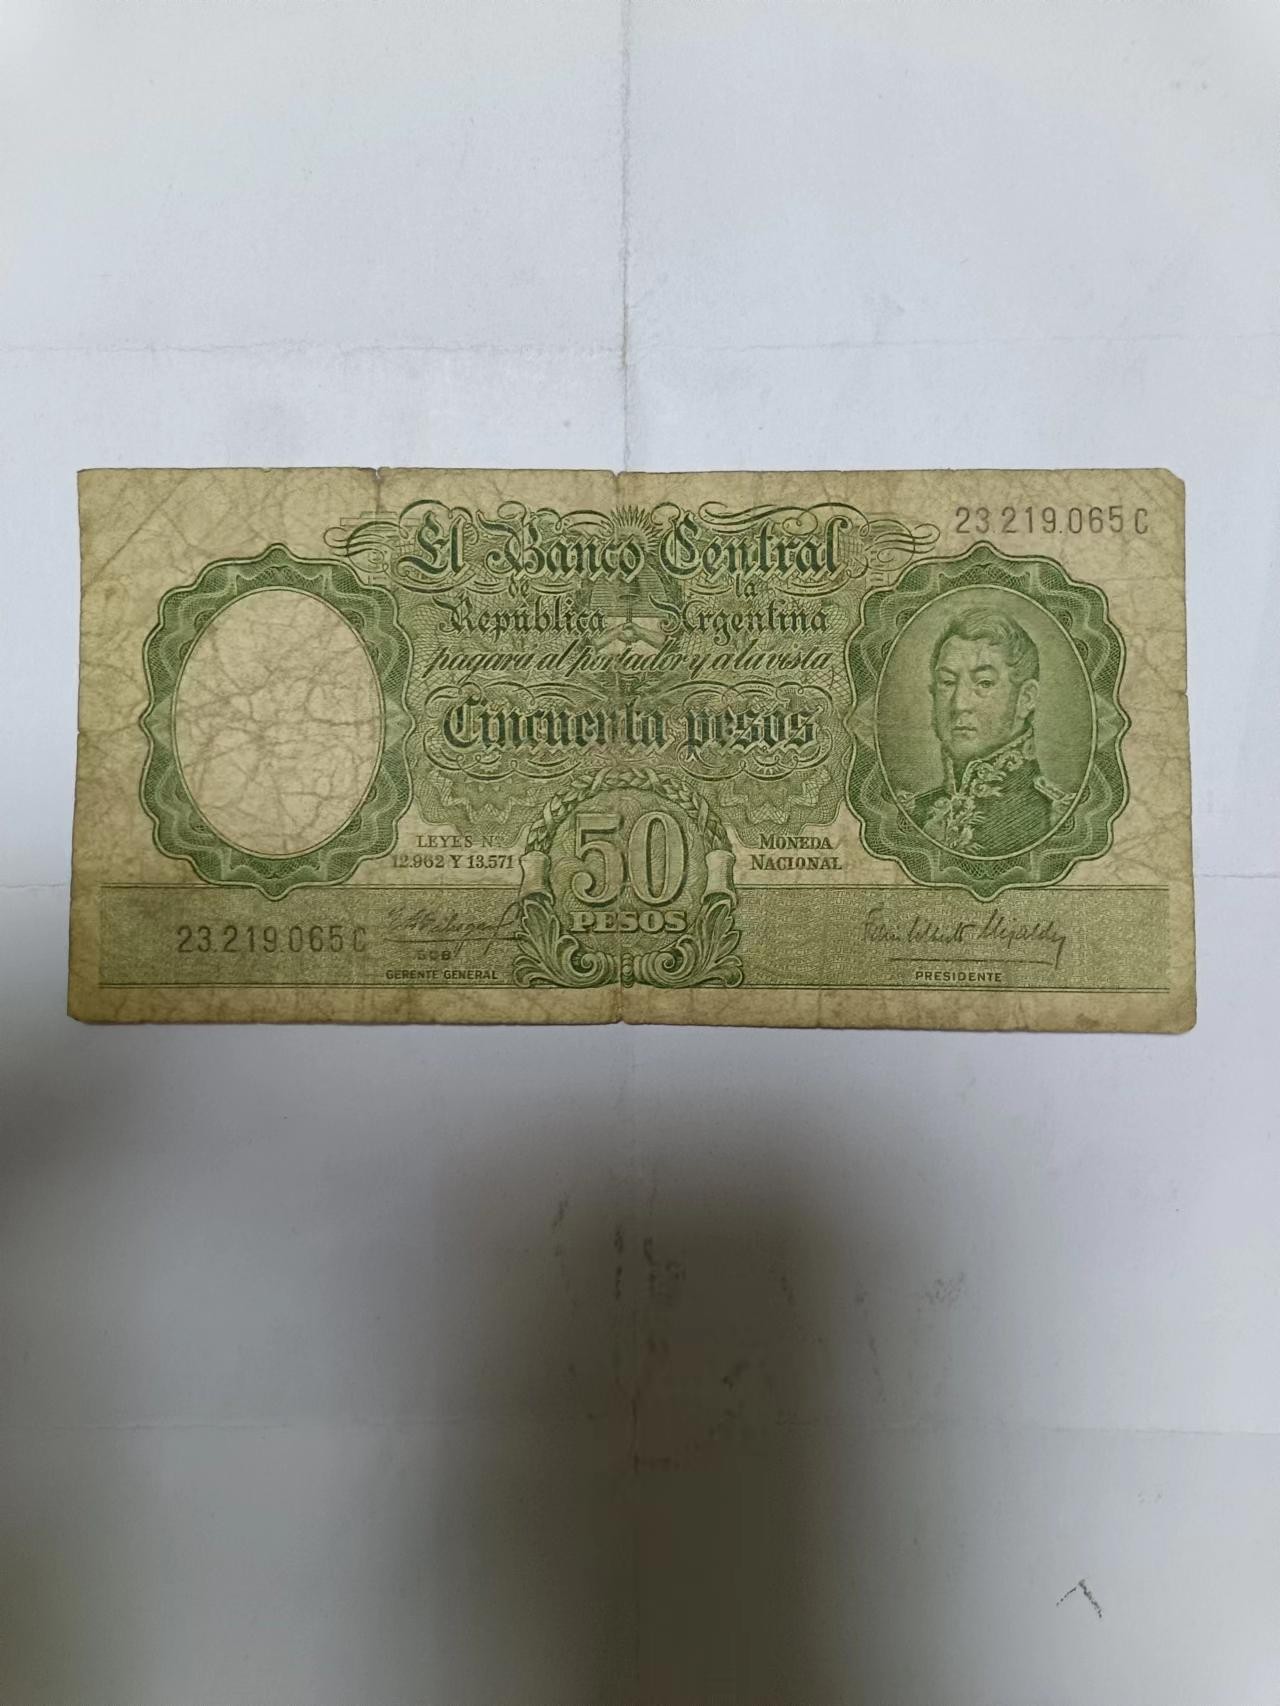 23.219.065 C
El Banco Central
de la
República Argentina
pagará al portador y a la vista
Cincuenta pesos
LEYES Nos.
12.962 Y 13.571
50
PESOS
MONEDA
NACIONAL
23.219.065 C
GERENTE GENERAL
PRESIDENTE